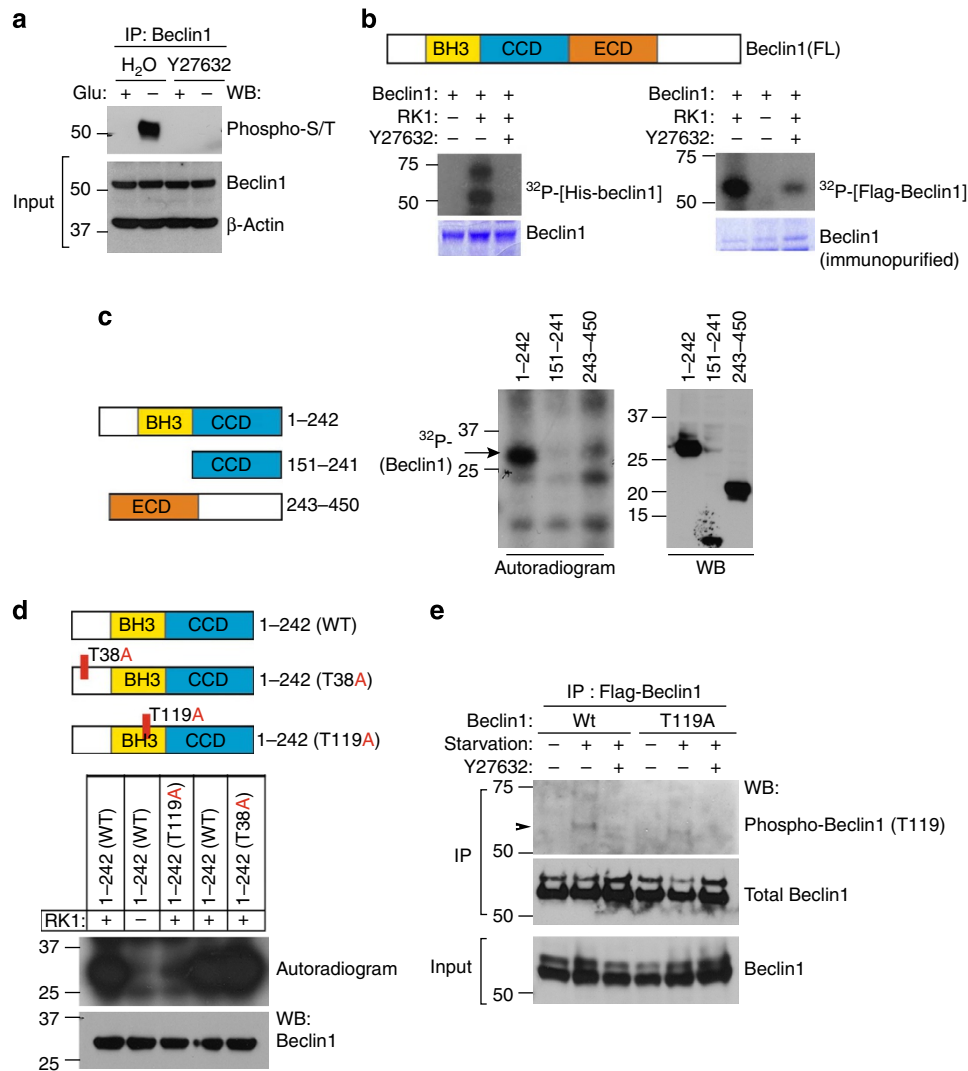 a
IP: Beclin1
H2O Y27632
Glu: + − + − WB:
50 Phospho-S/T
Input
50 Beclin1
37 β-Actin
b
BH3 CCD ECD Beclin1(FL)
Beclin1: + + +
RK1: − + +
Y27632: − − +
75
50
32P-[His-beclin1]
Beclin1
Beclin1: + + +
RK1: + − +
Y27632: − − +
75
50
32P-[Flag-Beclin1]
Beclin1
(immunopurified)
c
BH3 CCD 1–242
CCD 151–241
ECD 243–450
1–242
151–241
243–450
32P-
(Beclin1)
37
25
Autoradiogram
1–242
151–241
243–450
37
25
20
15
WB
d
BH3 CCD 1–242 (WT)
T38A
BH3 CCD 1–242 (T38A)
T119A
BH3 CCD 1–242 (T119A)
1–242 (WT)
1–242 (WT)
1–242 (T119A)
1–242 (WT)
1–242 (T38A)
RK1: + − + + +
37
25
Autoradiogram
37
25
WB:
Beclin1
e
IP : Flag-Beclin1
Beclin1: Wt T119A
Starvation: − + + − + +
Y27632: − − + − − +
75
50
WB:
Phospho-Beclin1 (T119)
IP
Total Beclin1
50
Input
Beclin1
50